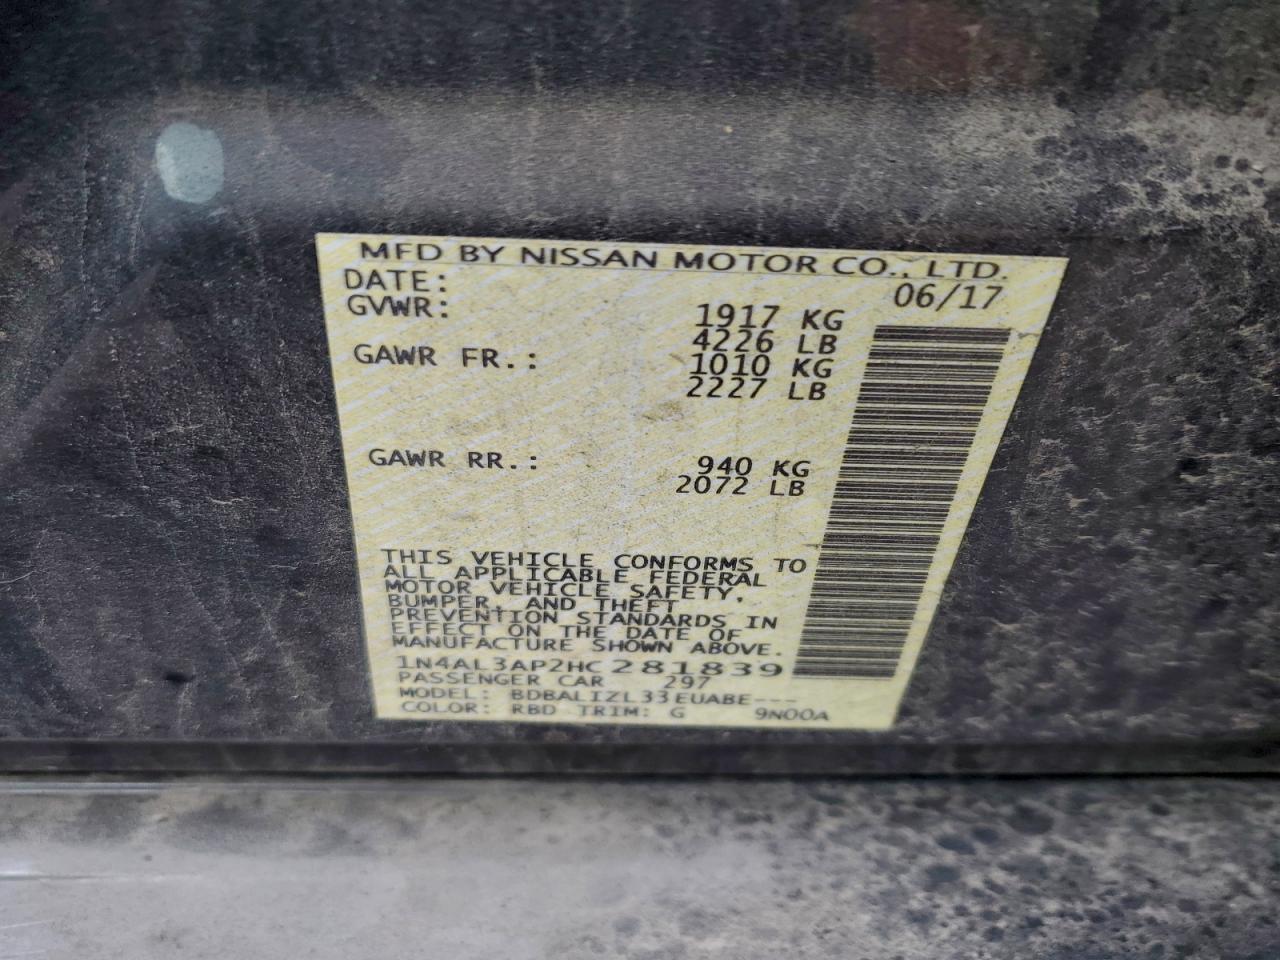 MFD BY NISSAN MOTOR CO., LTD.
DATE: 06/17
GVWR: 1917 KG
4226 LB
GAWR FR.: 1010 KG
2227 LB
GAWR RR.: 940 KG
2072 LB
THIS VEHICLE CONFORMS TO
ALL APPLICABLE FEDERAL
MOTOR VEHICLE SAFETY,
BUMPER, AND THEFT
PREVENTION STANDARDS IN
EFFECT ON THE DATE OF
MANUFACTURE SHOWN ABOVE.
1N4AL3AP2HC281839
PASSENGER CAR 297
MODEL: BDBALIZL33EUABE---
COLOR: RBD TRIM: G 9N00A